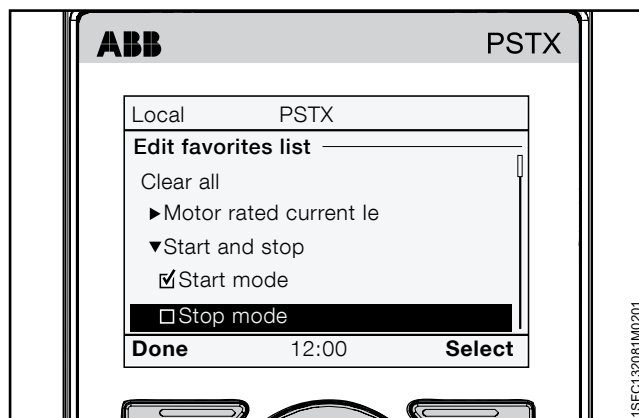 ABB PSTX
Local PSTX
Edit favorites list
Clear all
▶Motor rated current Ie
▼Start and stop
☑Start mode
☐Stop mode
Done 12:00 Select
1SFC132081M0201